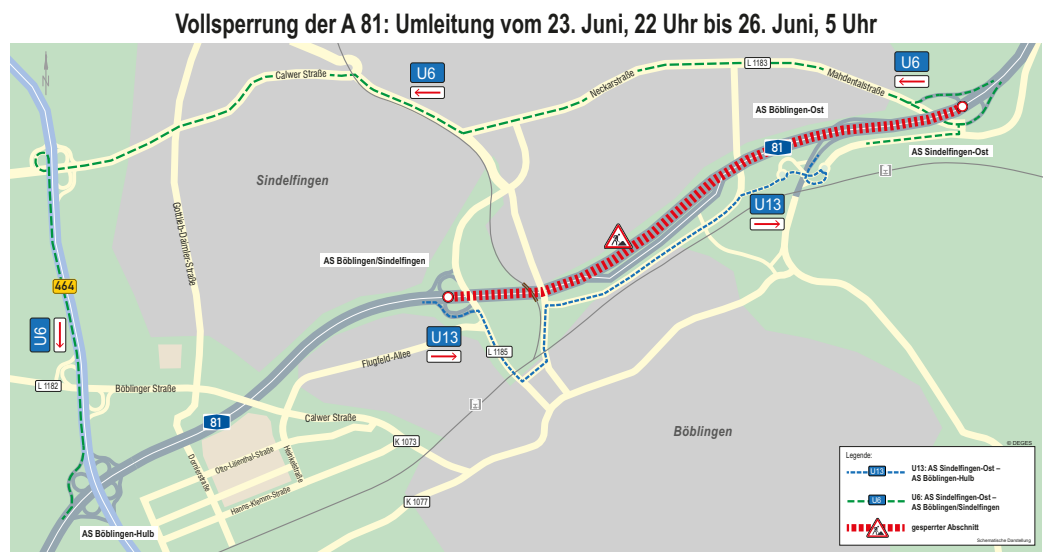 Vollsperrung der A 81: Umleitung vom 23. Juni, 22 Uhr bis 26. Juni, 5 Uhr
N
Calwer Straße
U6
Neckarstraße
L 1183
Mahdentalstraße
U6
AS Böblingen-Ost
81
AS Sindelfingen-Ost
Sindelfingen
Gottlieb-Daimler-Straße
U13
AS Böblingen/Sindelfingen
464
U6
U13
L 1185
Flugfeld-Allee
L 1182
Böblinger Straße
81
Calwer Straße
K 1073
Böblingen
Otto-Lilienthal-Straße
Heinkelstraße
Dornierstraße
Hanns-Klemm-Straße
K 1077
AS Böblingen-Hulb
© DEGES
Legende:
U13
U13: AS Sindelfingen-Ost –
AS Böblingen-Hulb
U6
U6: AS Sindelfingen-Ost –
AS Böblingen/Sindelfingen
gesperrter Abschnitt
Schematische Darstellung